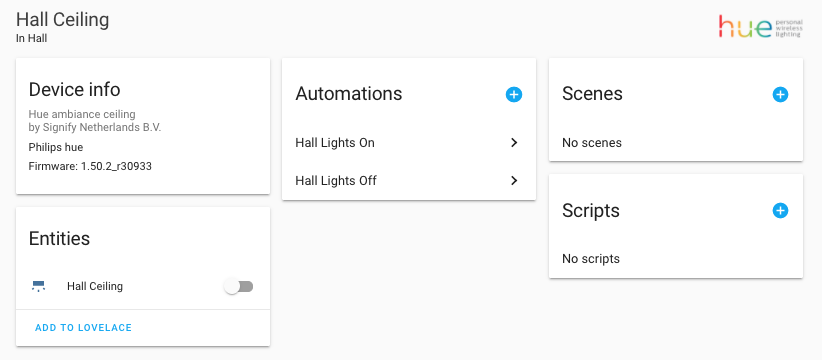 Hall Ceiling
In Hall
hue personal wireless lighting
Device info
Hue ambiance ceiling
by Signify Netherlands B.V.
Philips hue
Firmware: 1.50.2_r30933
Entities
Hall Ceiling
ADD TO LOVELACE
Automations
Hall Lights On
Hall Lights Off
Scenes
No scenes
Scripts
No scripts